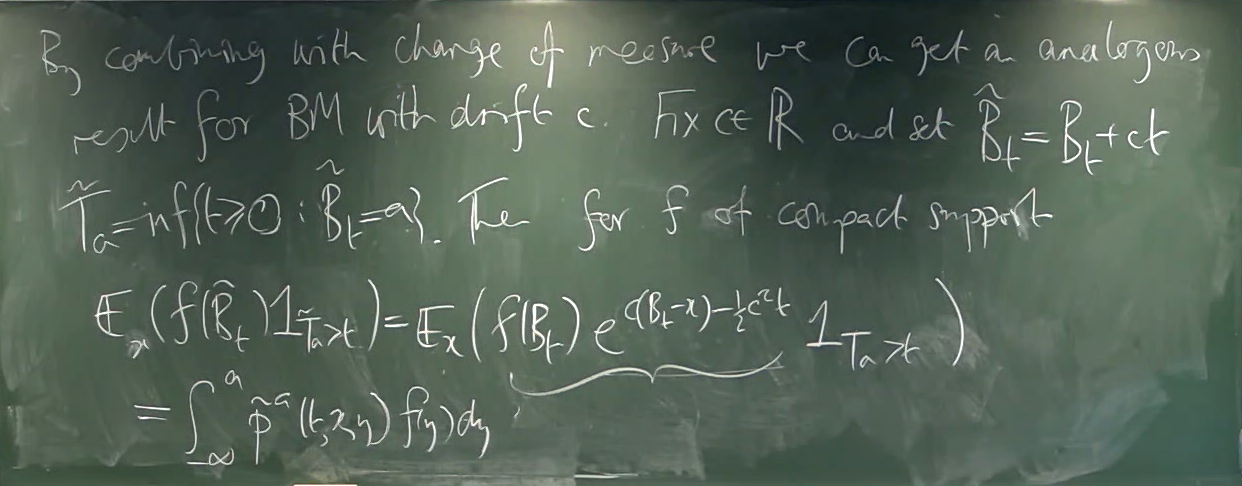 By combining with change of measure we can get an analogous
result for BM with drift c. Fix c∈ℝ and set B̃_t = B_t + ct
T̃_a = inf{t≥0 : B̃_t = a}. Then for f of compact support
𝔼_x(f(B̃_t)1_{T̃_a>t}) = 𝔼_x(f(B_t) e^{c(B_t-x)-½c²t} 1_{T_a>t})
= ∫_{-∞}^{a} p̃^a(t,x,y) f(y)dy